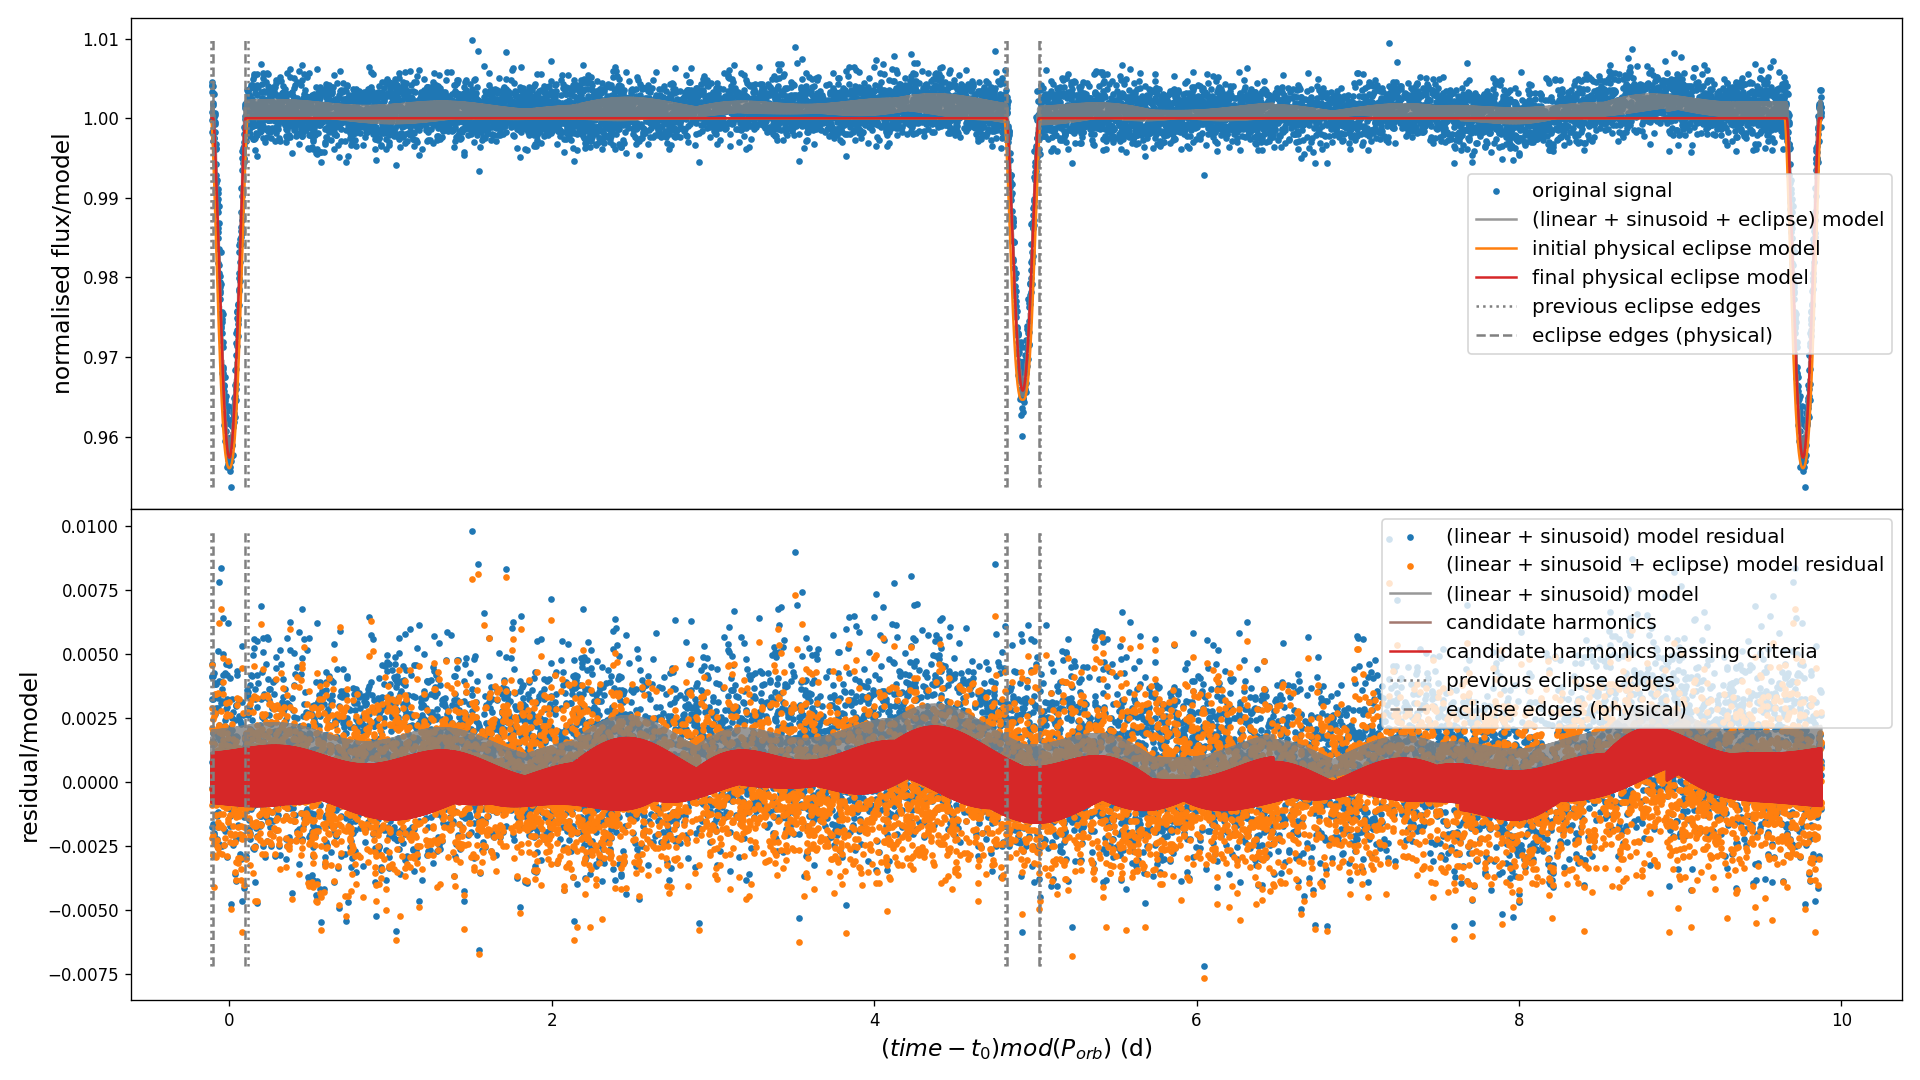 1.01
1.00
0.99
0.98
0.97
0.96
normalised flux/model
original signal
(linear + sinusoid + eclipse) model
initial physical eclipse model
final physical eclipse model
previous eclipse edges
eclipse edges (physical)
0.0100
0.0075
0.0050
0.0025
0.0000
−0.0025
−0.0050
−0.0075
residual/model
(linear + sinusoid) model residual
(linear + sinusoid + eclipse) model residual
(linear + sinusoid) model
candidate harmonics
candidate harmonics passing criteria
previous eclipse edges
eclipse edges (physical)
0 2 4 6 8 10
(time − t₀)mod(P_orb) (d)